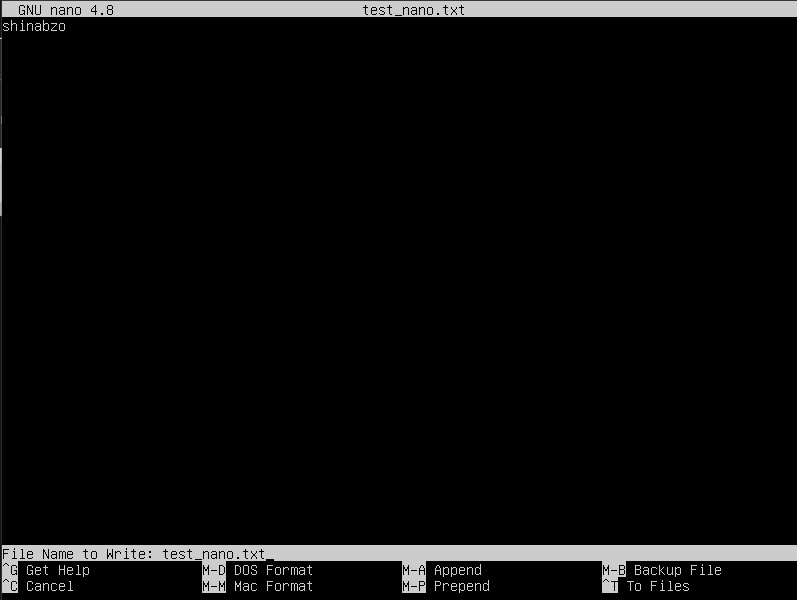 GNU nano 4.8 test_nano.txt
shinabzo
File Name to Write: test_nano.txt
^G Get Help M-D DOS Format M-A Append M-B Backup File
^C Cancel M-M Mac Format M-P Prepend ^T To Files